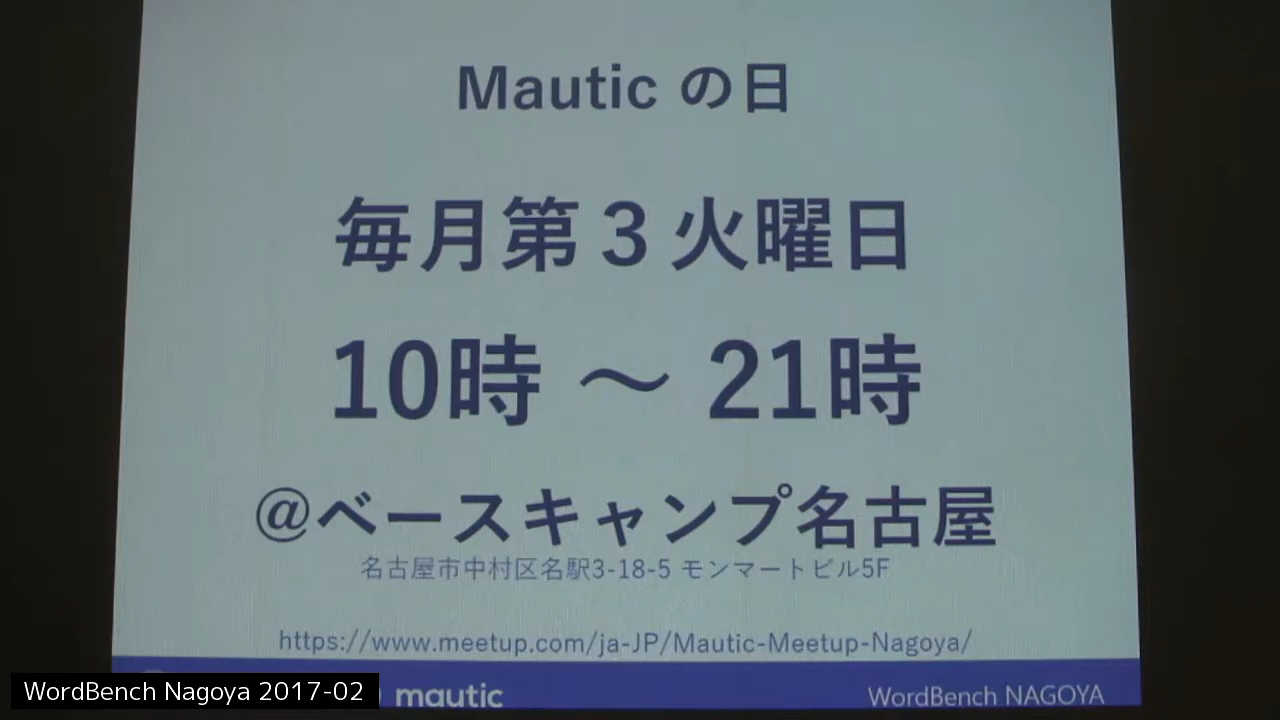 Mautic の日
毎月第３火曜日
10時 ～ 21時
@ベースキャンプ名古屋
名古屋市中村区名駅3-18-5 モンマートビル5F
https://www.meetup.com/ja-JP/Mautic-Meetup-Nagoya/
WordBench Nagoya 2017-02
mautic
WordBench NAGOYA